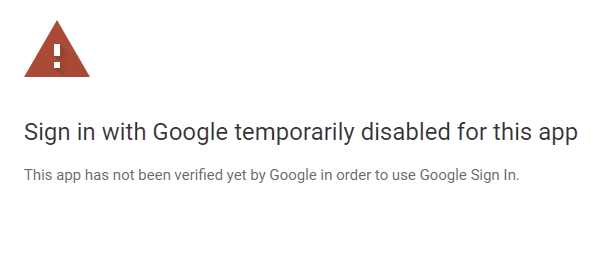 Sign in with Google temporarily disabled for this app
This app has not been verified yet by Google in order to use Google Sign In.